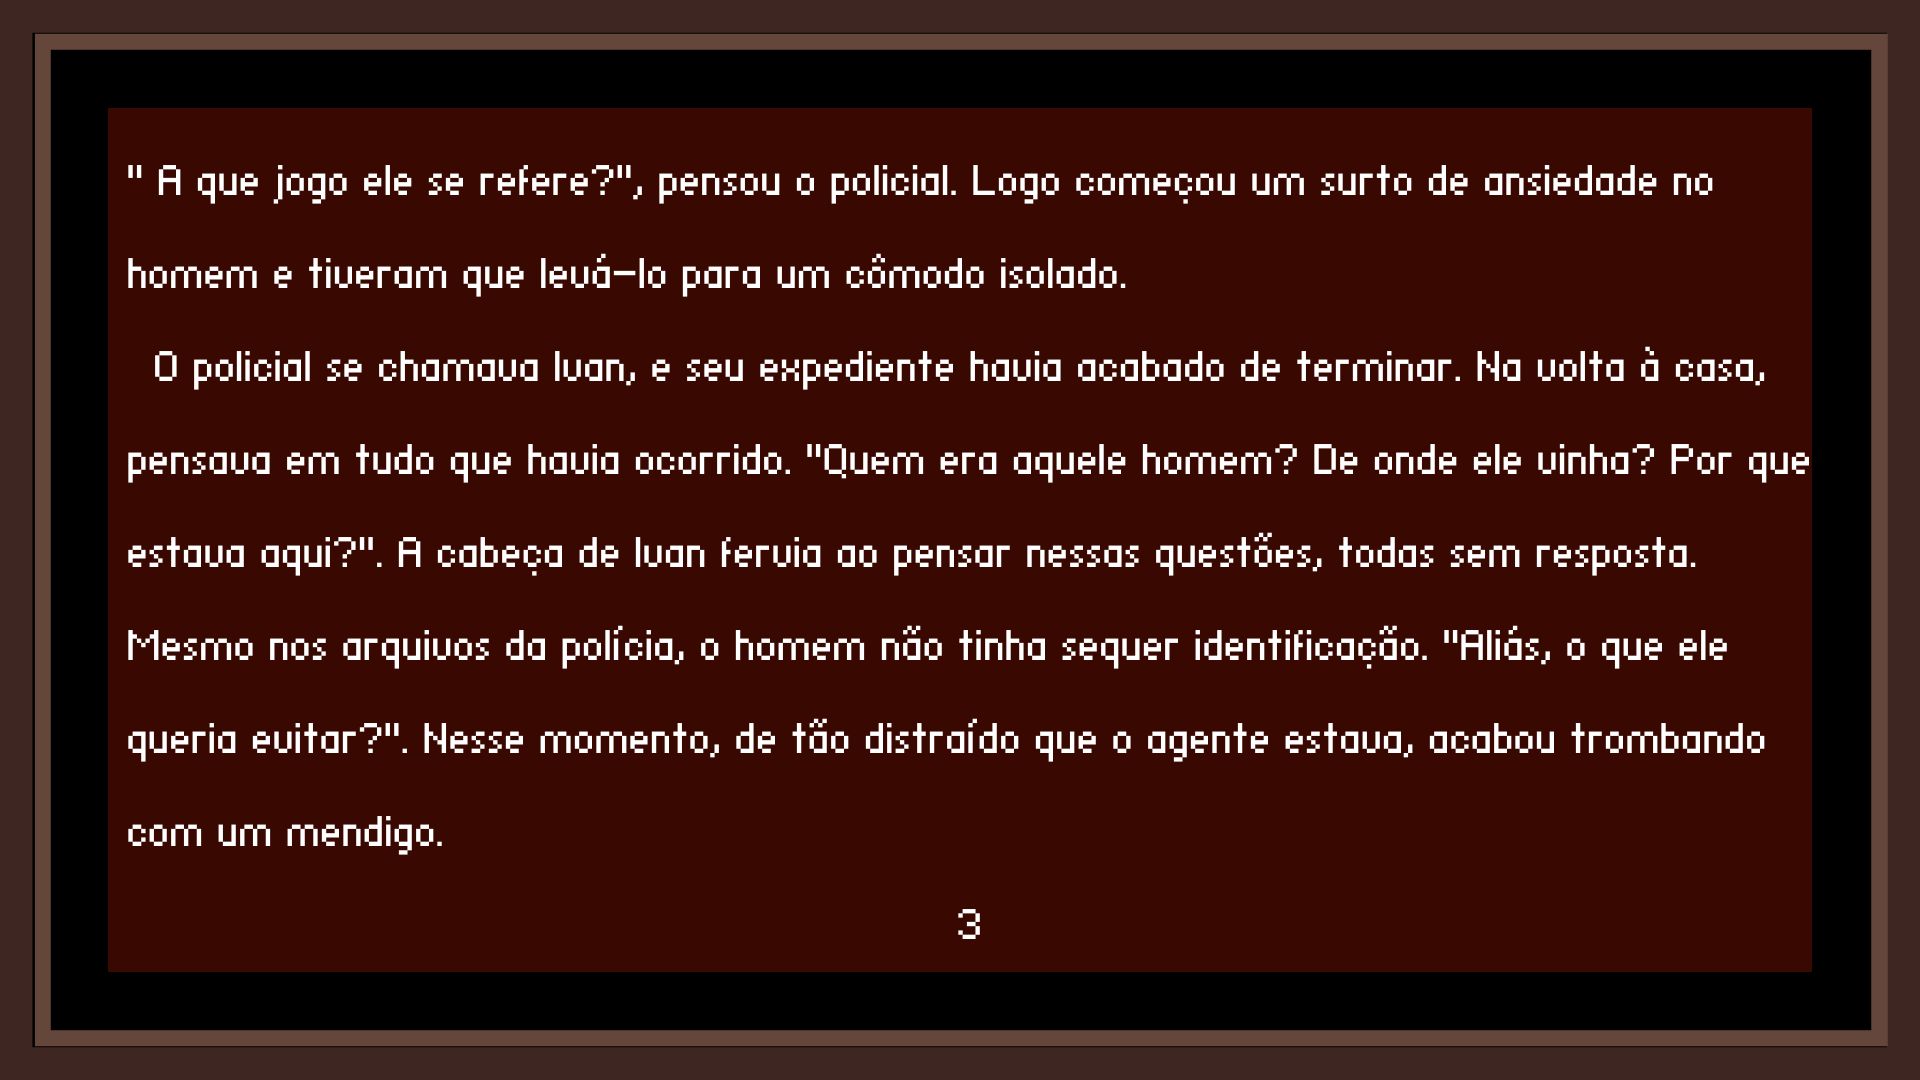 " A que jogo ele se refere?", pensou o policial. Logo começou um surto de ansiedade no
homem e tiveram que levá-lo para um cômodo isolado.
O policial se chamava Ivan, e seu expediente havia acabado de terminar. Na volta à casa,
pensava em tudo que havia ocorrido. "Quem era aquele homem? De onde ele vinha? Por que
estava aqui?". A cabeça de Ivan fervia ao pensar nessas questões, todas sem resposta.
Mesmo nos arquivos da polícia, o homem não tinha sequer identificação. "Aliás, o que ele
queria evitar?". Nesse momento, de tão distraído que o agente estava, acabou trombando
com um mendigo.
3